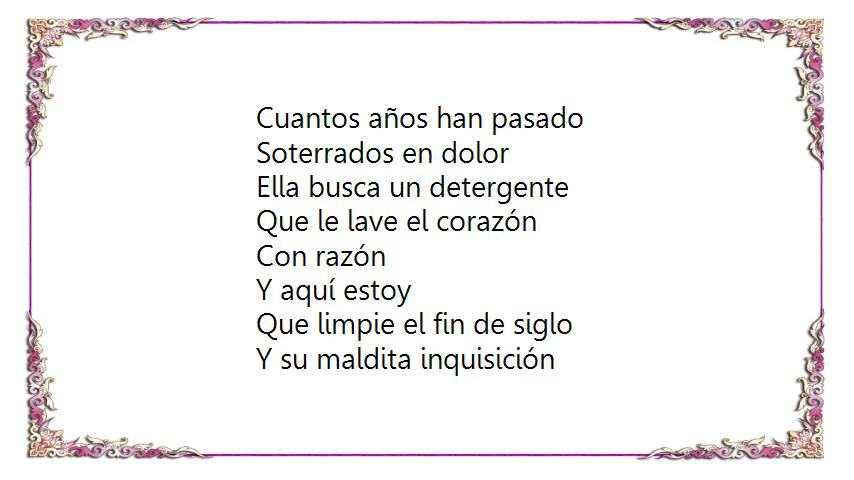 Cuantos años han pasado
Soterrados en dolor
Ella busca un detergente
Que le lave el corazón
Con razón
Y aquí estoy
Que limpie el fin de siglo
Y su maldita inquisición